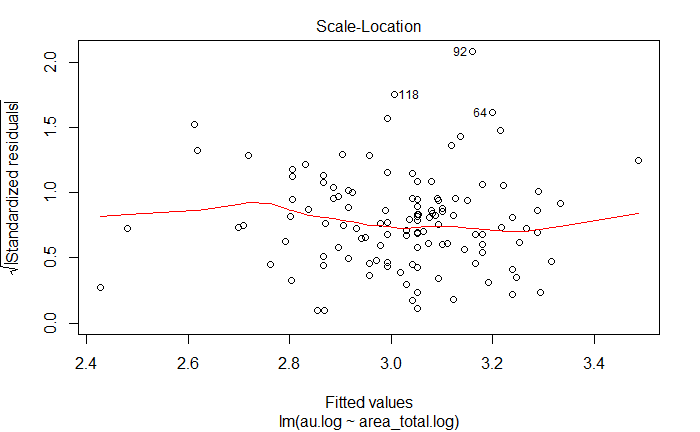 Scale-Location
√|Standardized residuals|
2.0
1.5
1.0
0.5
0.0
92
118
64
2.4 2.6 2.8 3.0 3.2 3.4
Fitted values
lm(au.log ~ area_total.log)